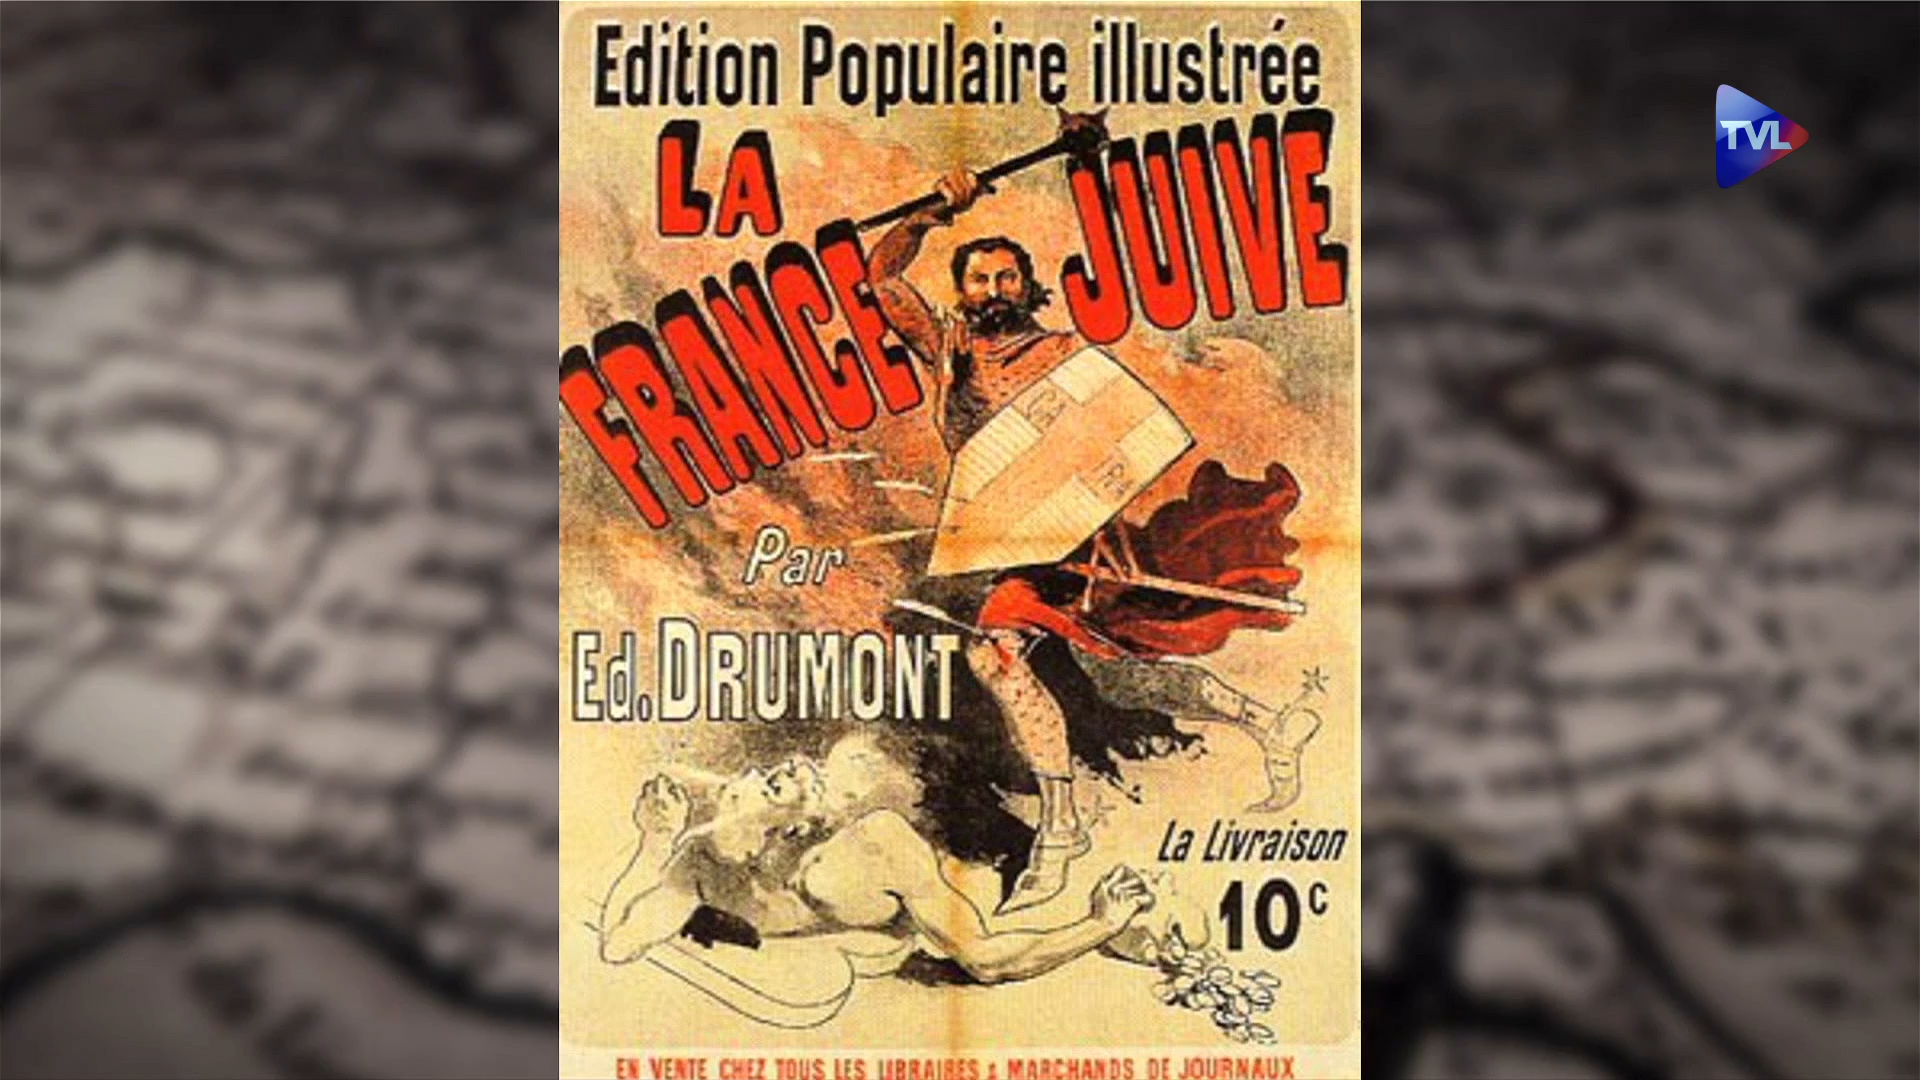 Edition Populaire illustrée
LA
FRANCE
JUIVE
Par
Ed. DRUMONT
La Livraison
10c
EN VENTE CHEZ TOUS LES LIBRAIRES & MARCHANDS DE JOURNAUX
TVL